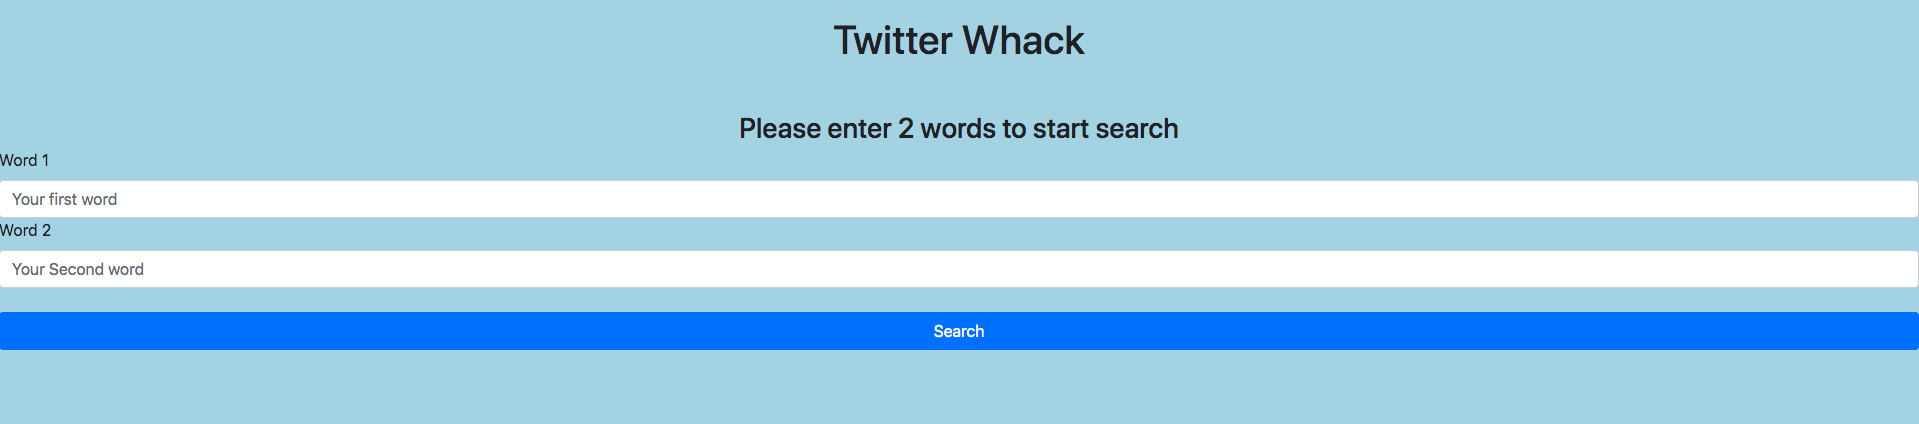 Twitter Whack
Please enter 2 words to start search
Word 1
Your first word
Word 2
Your Second word
Search